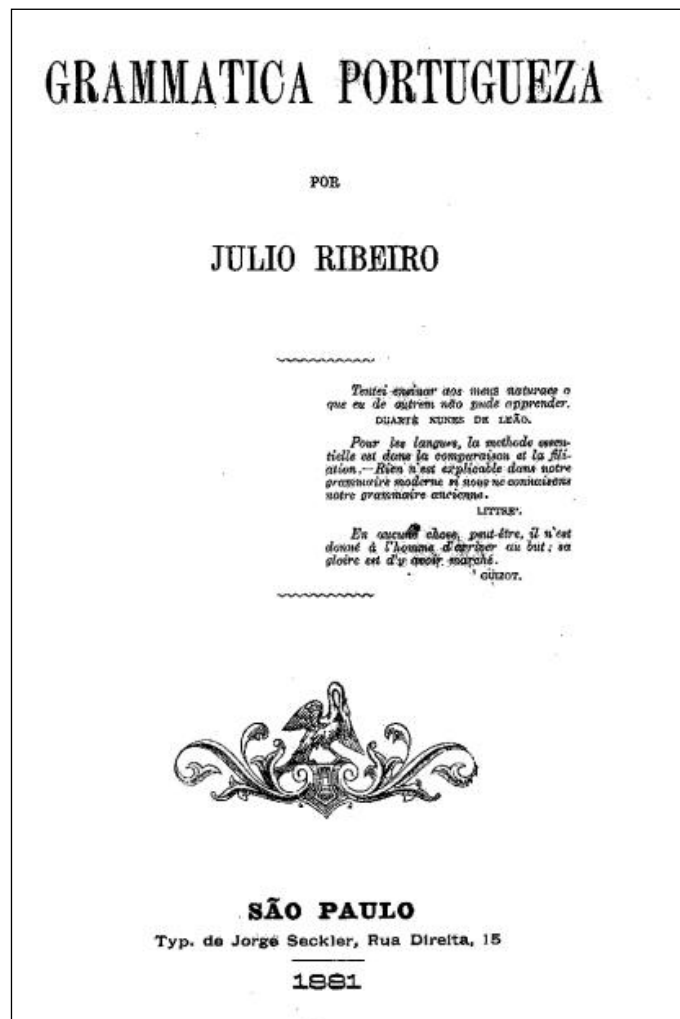 GRAMMATICA PORTUGUEZA
POR
JULIO RIBEIRO
Tentei ensinar aos meus naturaes o
que eu de outrem não pude apprender.
DUARTE NUNES DE LEÃO.
Pour les langues, la methode essen-
tielle est dans la comparaison et la fili-
ation.—Rien n'est explicable dans notre
grammaire moderne si nous ne connaisons
notre grammaire ancienne.
LITTRE'.
En aucune chose, peut-être, il n'est
donné à l'homme d'arriver au but; sa
gloire est d'y avoir marché.
GUIZOT.
SÃO PAULO
Typ. de Jorge Seckler, Rua Direita, 15
1881